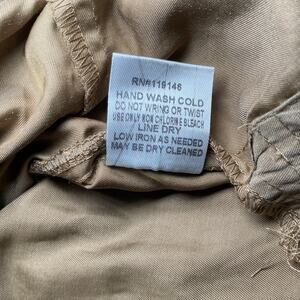 RN#119146
HAND WASH COLD
DO NOT WRING OR TWIST
USE ONLY NON CHLORINE BLEACH
LINE DRY
LOW IRON AS NEEDED
MAY BE DRY CLEANED